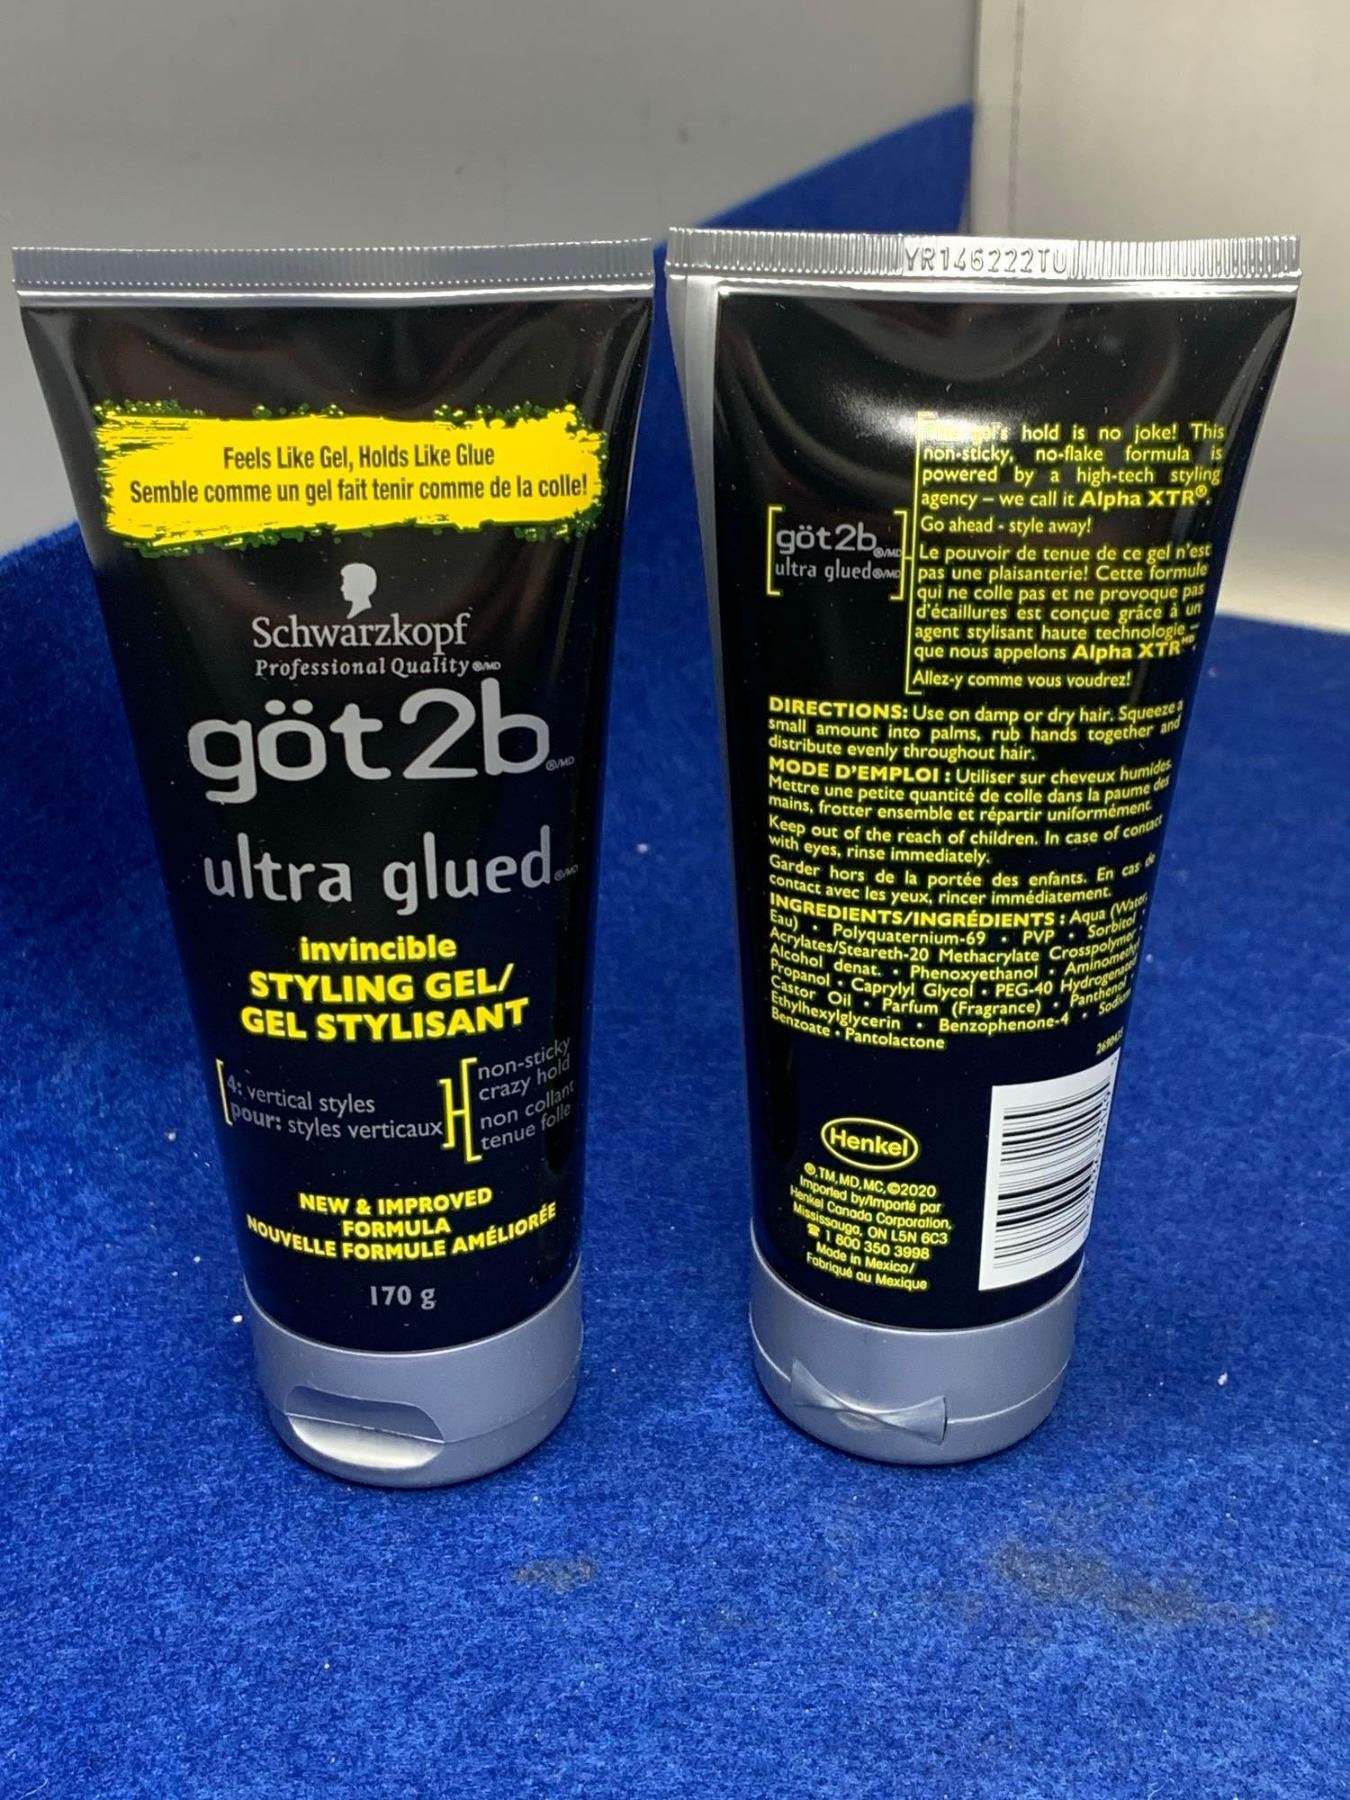 Feels Like Gel, Holds Like Glue
Semble comme un gel fait tenir comme de la colle!
Schwarzkopf
Professional Quality ®/MD
göt2b ®/MD
ultra glued ®/MD
invincible
STYLING GEL/
GEL STYLISANT
4: vertical styles
pour: styles verticaux
non-sticky
crazy hold
non collant
tenue folle
NEW & IMPROVED
FORMULA
NOUVELLE FORMULE AMÉLIORÉE
170 g
YR146222TU
This gel's hold is no joke! This
non-sticky, no-flake formula is
powered by a high-tech styling
agency – we call it Alpha XTR®.
Go ahead - style away!
göt2b ®/MD
ultra glued ®/MD
Le pouvoir de tenue de ce gel n'est
pas une plaisanterie! Cette formule
qui ne colle pas et ne provoque pas
d'écaillures est conçue grâce à un
agent stylisant haute technologie –
que nous appelons Alpha XTR MD.
Allez-y comme vous voudrez!
DIRECTIONS: Use on damp or dry hair. Squeeze a
small amount into palms, rub hands together and
distribute evenly throughout hair.
MODE D'EMPLOI : Utiliser sur cheveux humides.
Mettre une petite quantité de colle dans la paume des
mains, frotter ensemble et répartir uniformément.
Keep out of the reach of children. In case of contact
with eyes, rinse immediately.
Garder hors de la portée des enfants. En cas de
contact avec les yeux, rincer immédiatement.
INGREDIENTS/INGRÉDIENTS : Aqua (Water,
Eau) • Polyquaternium-69 • PVP • Sorbitol •
Acrylates/Steareth-20 Methacrylate Crosspolymer •
Alcohol denat. • Phenoxyethanol • Aminomethyl
Propanol • Caprylyl Glycol • PEG-40 Hydrogenated
Castor Oil • Parfum (Fragrance) • Panthenol •
Ethylhexylglycerin • Benzophenone-4 • Sodium
Benzoate • Pantolactone
Henkel
®,TM,MD,MC,©2020
Imported by/Importé par
Henkel Canada Corporation,
Mississauga, ON L5N 6C3
☎ 1 800 350 3998
Made in Mexico/
Fabriqué au Mexique